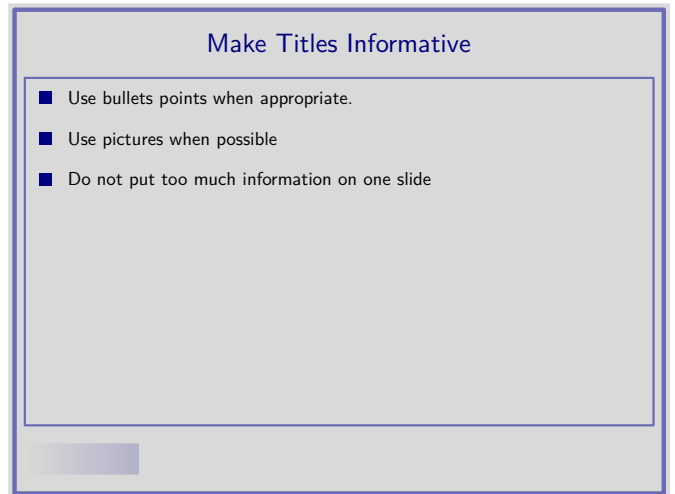 Make Titles Informative
Use bullets points when appropriate.
Use pictures when possible
Do not put too much information on one slide